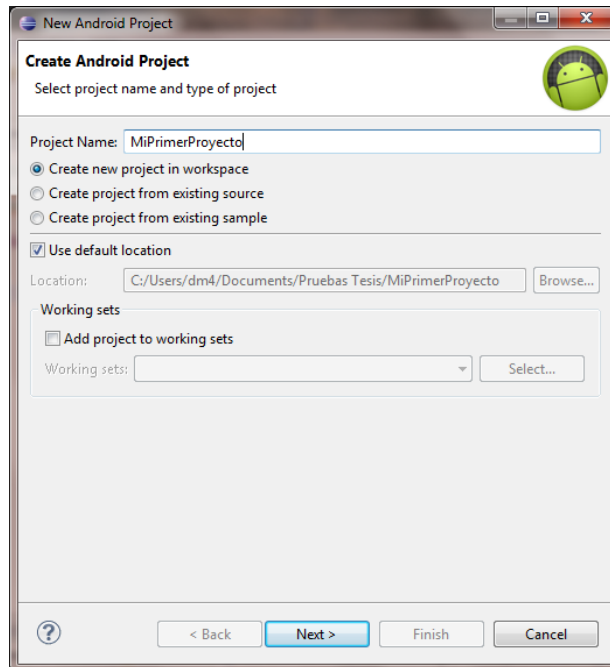 New Android Project
Create Android Project
Select project name and type of project
Project Name: MiPrimerProyecto
Create new project in workspace
Create project from existing source
Create project from existing sample
Use default location
Location: C:/Users/dm4/Documents/Pruebas Tesis/MiPrimerProyecto Browse...
Working sets
Add project to working sets
Working sets: Select...
? < Back Next > Finish Cancel